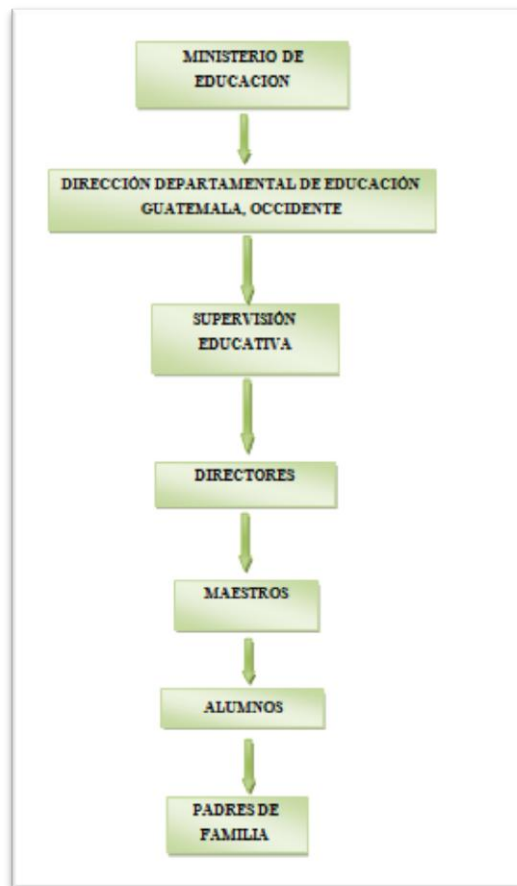 MINISTERIO DE
EDUCACION
DIRECCIÓN DEPARTAMENTAL DE EDUCACIÓN
GUATEMALA, OCCIDENTE
SUPERVISIÓN
EDUCATIVA
DIRECTORES
MAESTROS
ALUMNOS
PADRES DE
FAMILIA